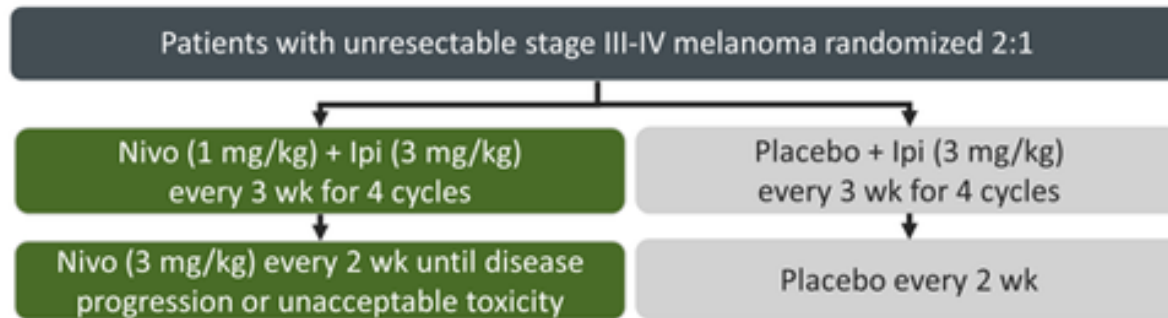 Patients with unresectable stage III-IV melanoma randomized 2:1
Nivo (1 mg/kg) + Ipi (3 mg/kg)
every 3 wk for 4 cycles
Placebo + Ipi (3 mg/kg)
every 3 wk for 4 cycles
Nivo (3 mg/kg) every 2 wk until disease
progression or unacceptable toxicity
Placebo every 2 wk